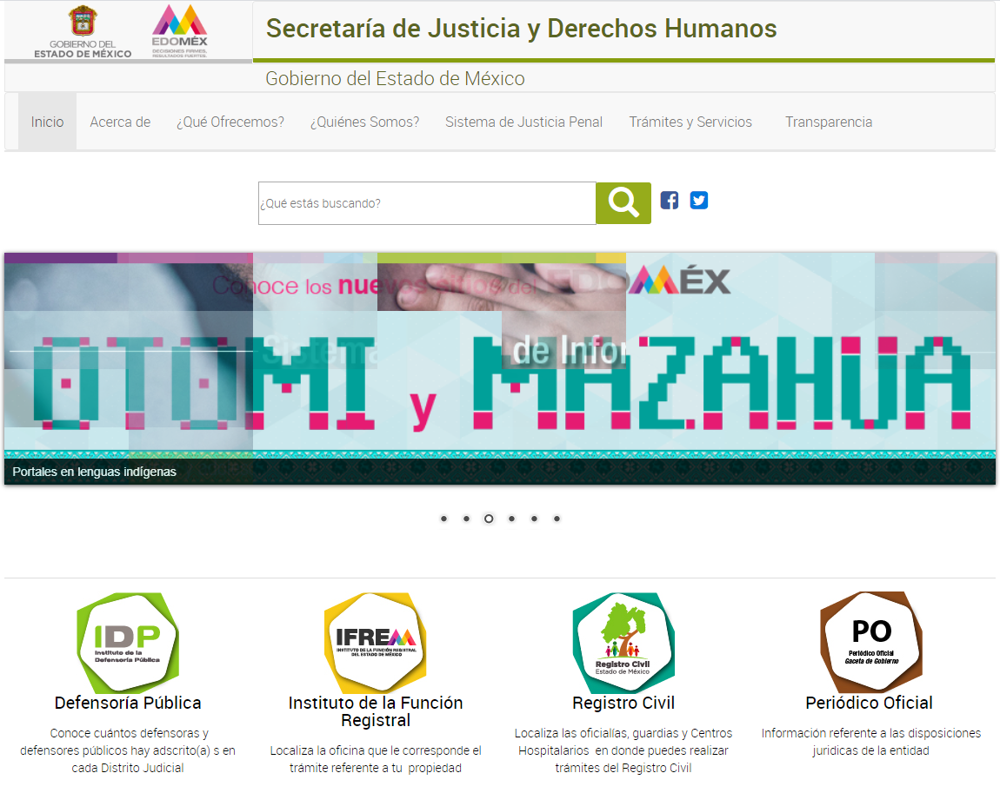 GOBIERNO DEL
ESTADO DE MÉXICO
EDOMÉX
DECISIONES FIRMES,
RESULTADOS FUERTES.
Secretaría de Justicia y Derechos Humanos
Gobierno del Estado de México
Inicio
Acerca de
¿Qué Ofrecemos?
¿Quiénes Somos?
Sistema de Justicia Penal
Trámites y Servicios
Transparencia
¿Qué estás buscando?
Conoce los nuevos sitios del EDOMÉX
Sistema de Infor
OTOMI y MAZAHUA
Portales en lenguas indígenas
IDP
Instituto de la
Defensoría Pública
IFREM
INSTITUTO DE LA FUNCIÓN REGISTRAL
DEL ESTADO DE MÉXICO
Registro Civil
Estado de México
PO
Periódico Oficial
Gaceta de Gobierno
Defensoría Pública
Conoce cuántos defensoras y
defensores públicos hay adscrito(a) s en
cada Distrito Judicial
Instituto de la Función
Registral
Localiza la oficina que le corresponde el
trámite referente a tu propiedad
Registro Civil
Localiza las oficialías, guardias y Centros
Hospitalarios en donde puedes realizar
trámites del Registro Civil
Periódico Oficial
Información referente a las disposiciones
juridicas de la entidad